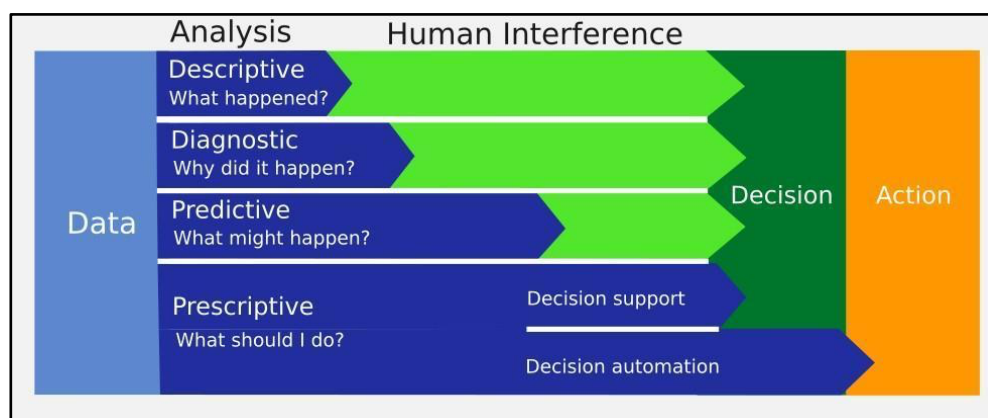 Analysis
Human Interference
Data
Descriptive
What happened?
Diagnostic
Why did it happen?
Predictive
What might happen?
Prescriptive
What should I do?
Decision support
Decision automation
Decision
Action